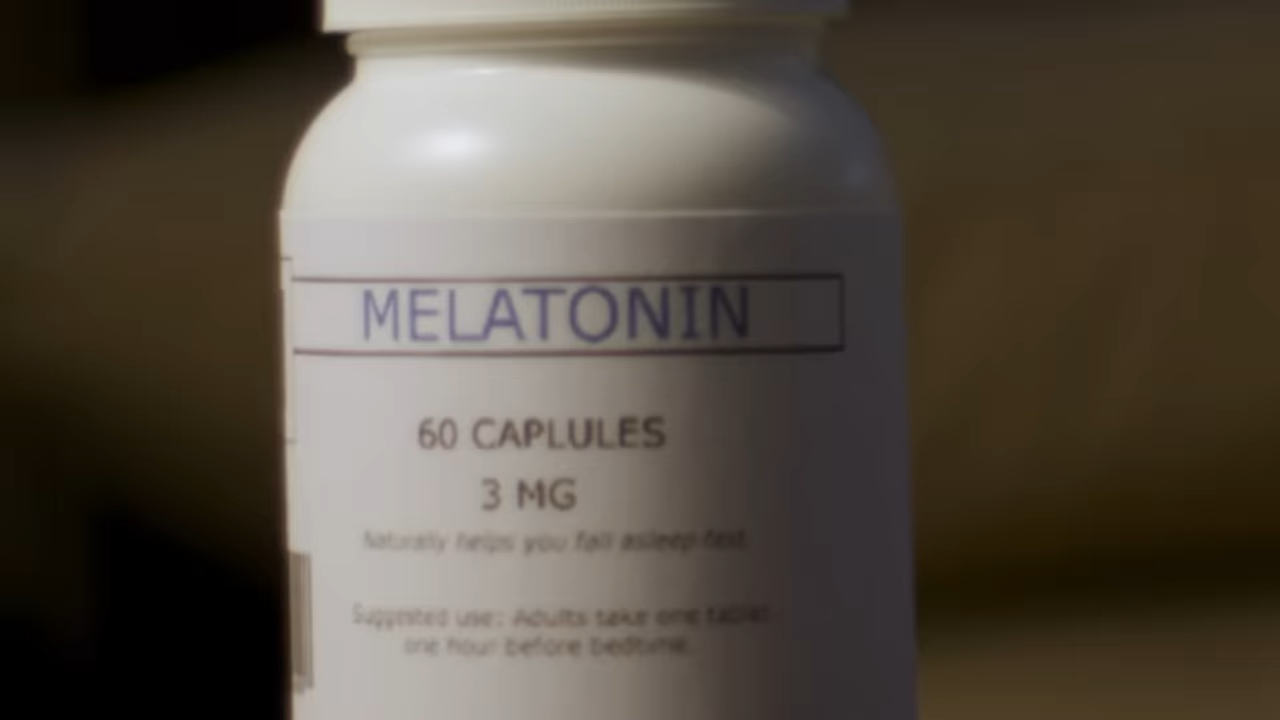 MELATONIN
60 CAPLULES
3 MG
Naturally helps you fall asleep fast.
Suggested use: Adults take one tablet
one hour before bedtime.